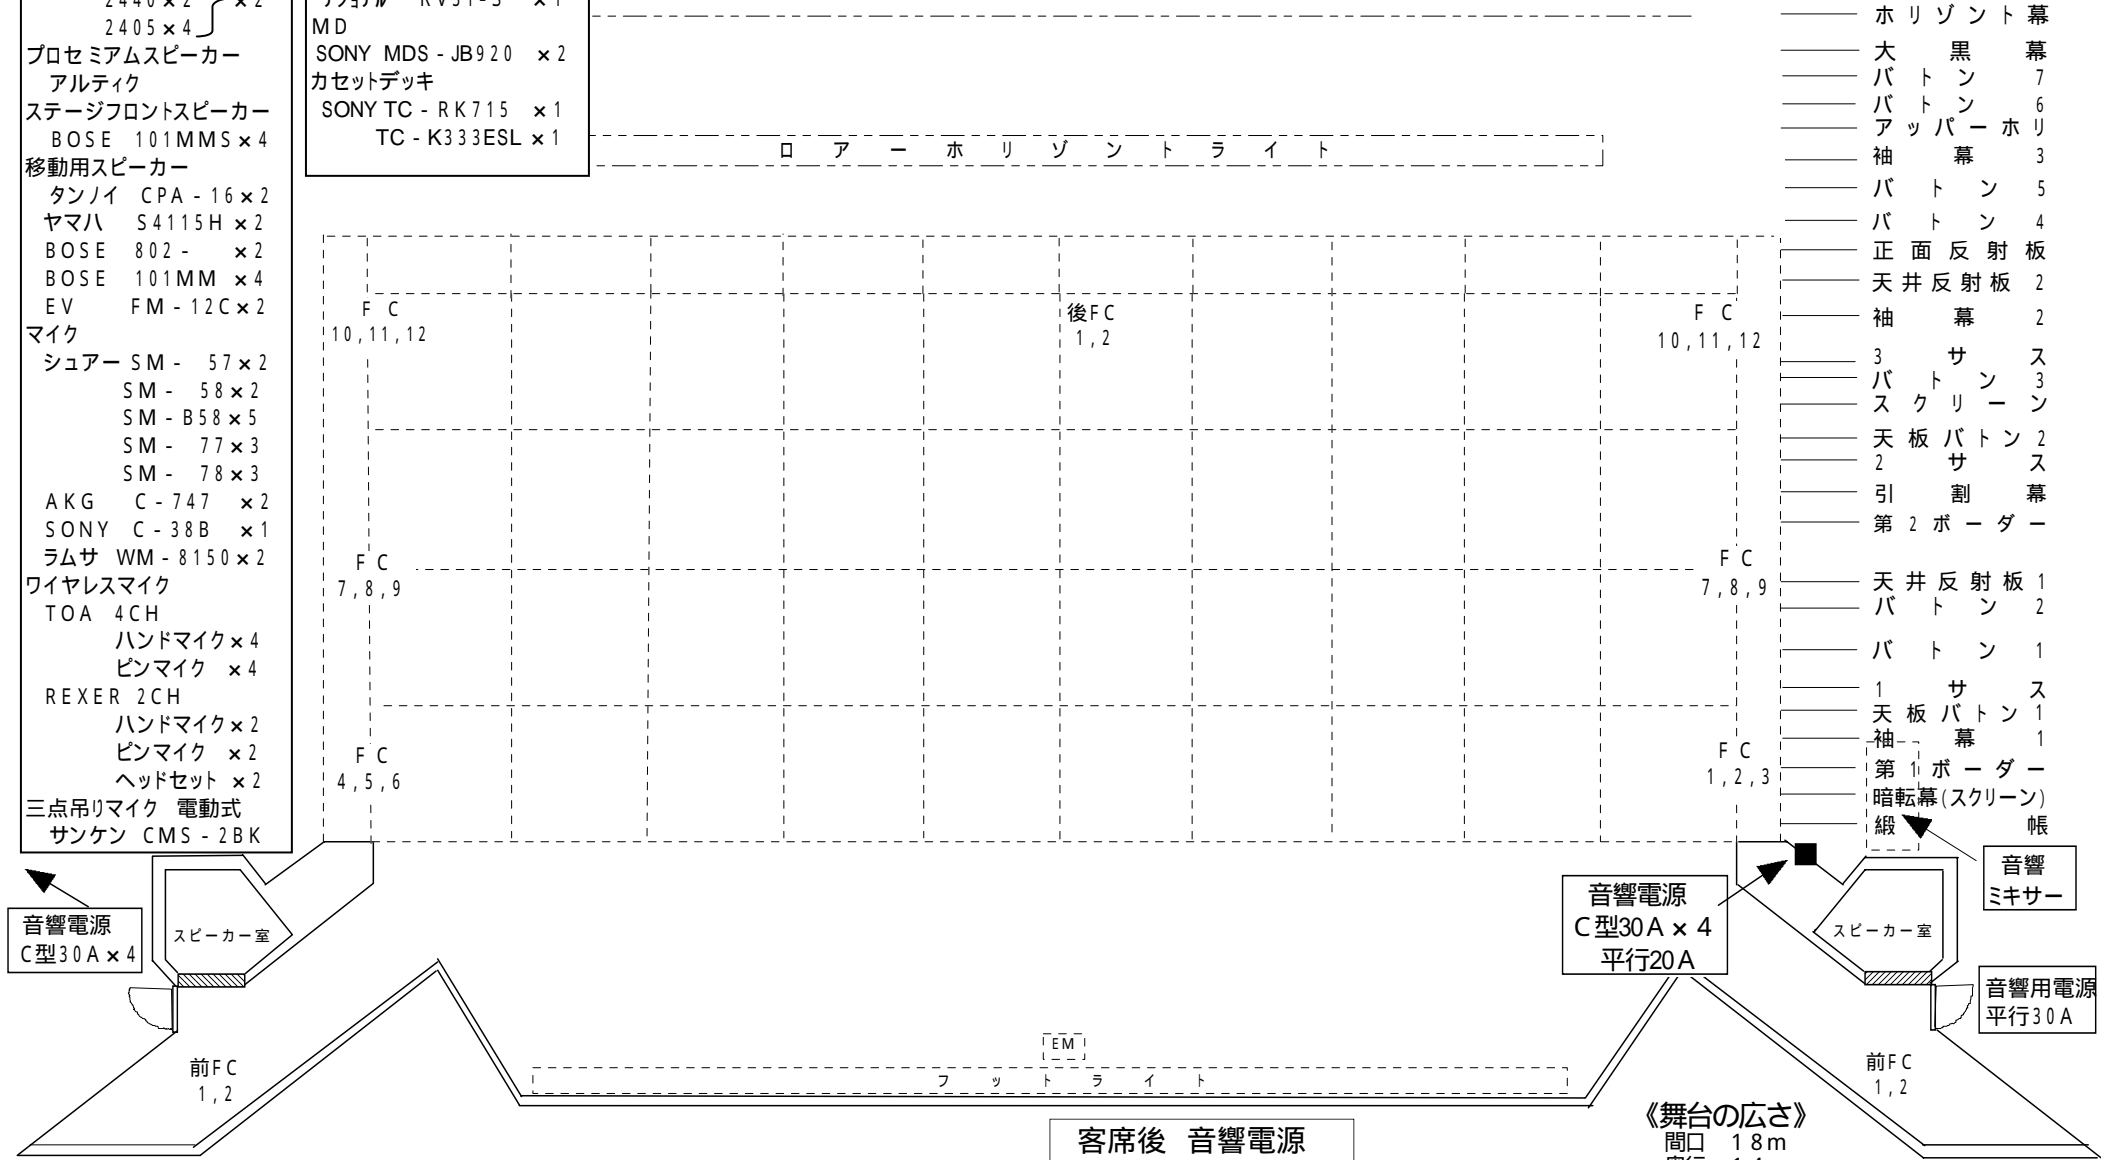 2440×2 ×2
2405×4
プロセミアムスピーカー
アルティク
ステージフロントスピーカー
BOSE 101MMS×4
移動用スピーカー
タンノイ CPA-16×2
ヤマハ S4115H×2
BOSE 802- ×2
BOSE 101MM ×4
EV FM-12C×2
マイク
シュアー SM- 57×2
SM- 58×2
SM-B58×5
SM- 77×3
SM- 78×3
AKG C-747 ×2
SONY C-38B ×1
ラムサ WM-8150×2
ワイヤレスマイク
TOA 4CH
ハンドマイク×4
ピンマイク ×4
REXER 2CH
ハンドマイク×2
ピンマイク ×2
ヘッドセット ×2
三点吊りマイク 電動式
サンケン CMS-2BK
MD
SONY MDS-JB920 ×2
カセットデッキ
SONY TC-RK715 ×1
TC-K333ESL ×1
ロアーホリゾントライト
FC
10,11,12
後FC
1,2
FC
10,11,12
FC
7,8,9
FC
7,8,9
FC
4,5,6
FC
1,2,3
ホリゾント幕
大黒幕
バトン7
バトン6
アッパーホリ
袖幕3
バトン5
バトン4
正面反射板
天井反射板2
袖幕2
3サス
バトン3
スクリーン
天板バトン2
2サス
引割幕
第2ボーダー
天井反射板1
バトン2
バトン1
1サス
天板バトン1
袖幕1
第1ボーダー
暗転幕(スクリーン)
緞帳
音響
ミキサー
音響電源
C型30A×4
スピーカー室
音響電源
C型30A×4
平行20A
スピーカー室
音響用電源
平行30A
前FC
1,2
EM
フットライト
前FC
1,2
客席後 音響電源
《舞台の広さ》
間口 18m